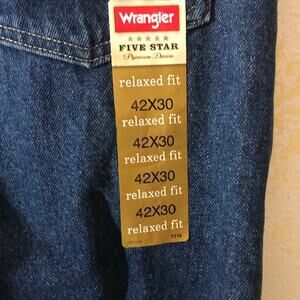 Wrangler
FIVE STAR
Premium Denim
relaxed fit
42X30
relaxed fit
42X30
relaxed fit
42X30
relaxed fit
42X30
relaxed fit